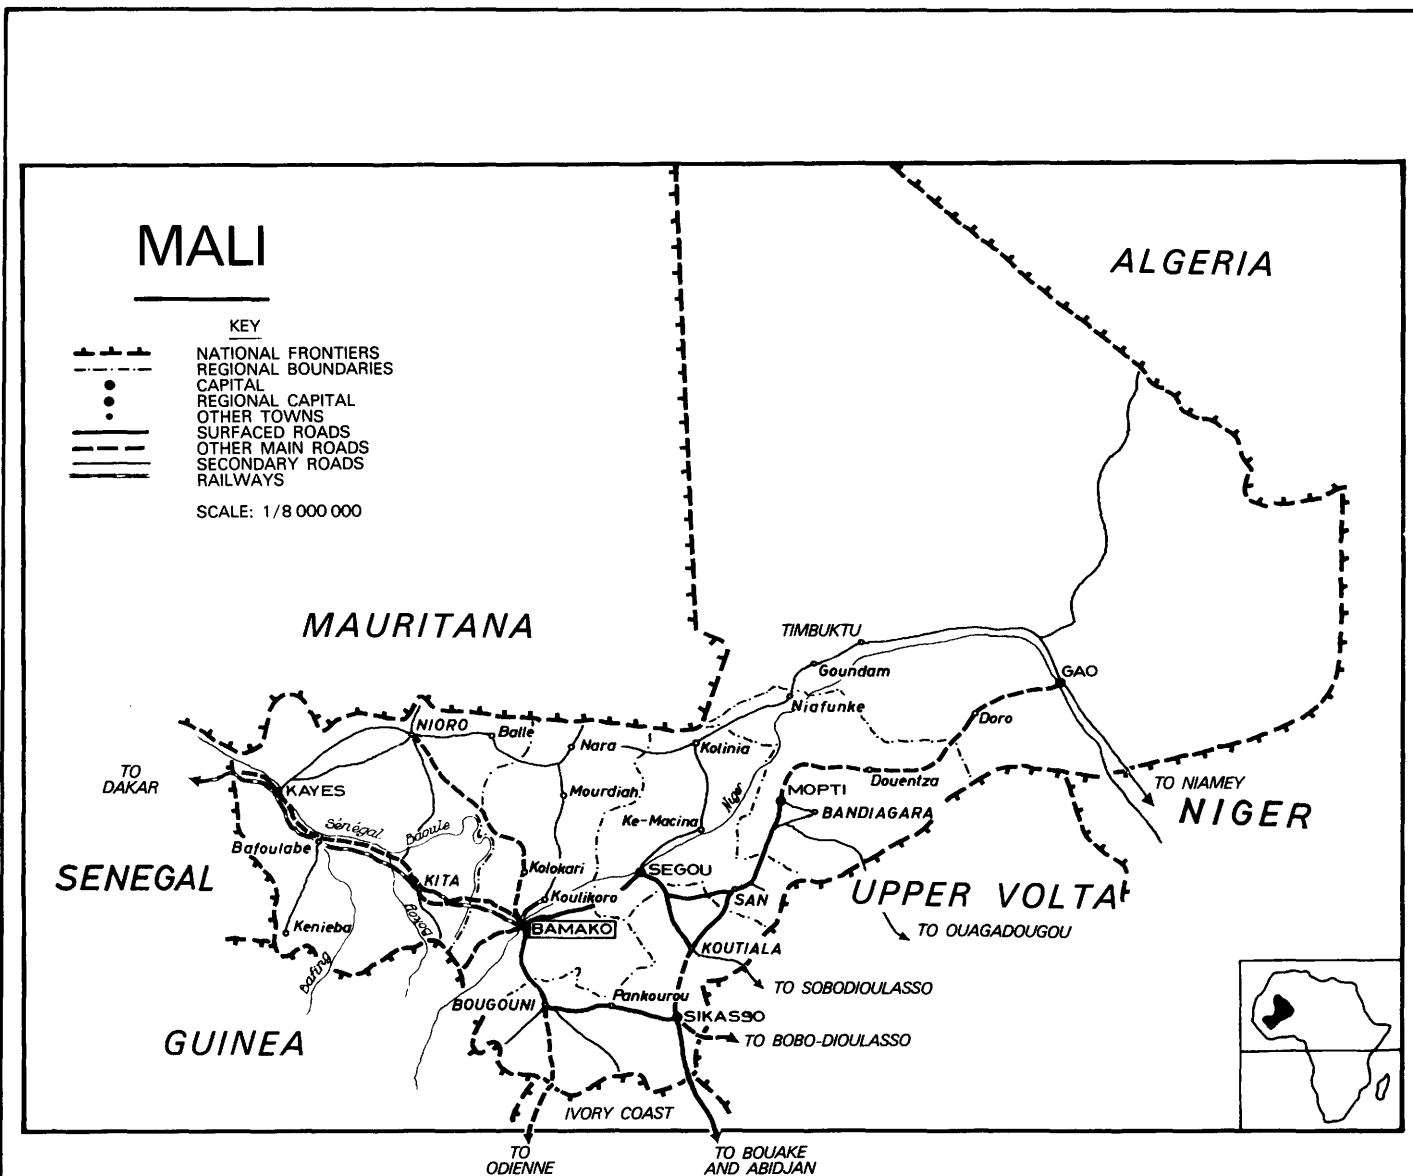 MALI
KEY
NATIONAL FRONTIERS
REGIONAL BOUNDARIES
CAPITAL
REGIONAL CAPITAL
OTHER TOWNS
SURFACED ROADS
OTHER MAIN ROADS
SECONDARY ROADS
RAILWAYS
SCALE: 1/8 000 000
ALGERIA
MAURITANA
TIMBUKTU
Goundam
GAO
Niafunke
Doro
NIORO
Balle
Nara
Kolinia
TO
DAKAR
KAYES
Mourdiah
Niger
Douentza
MOPTI
BANDIAGARA
TO NIAMEY
NIGER
Sénégal
Baoule
Ke-Macina
Bafoulabe
SENEGAL
KITA
Kolokari
SEGOU
UPPER VOLTA
Koulikoro
SAN
Bakoy
Kenieba
BAMAKO
TO OUAGADOUGOU
KOUTIALA
Bafing
TO SOBODIOULASSO
BOUGOUNI
Pankourou
SIKASSO
GUINEA
TO BOBO-DIOULASSO
IVORY COAST
TO
ODIENNE
TO BOUAKE
AND ABIDJAN